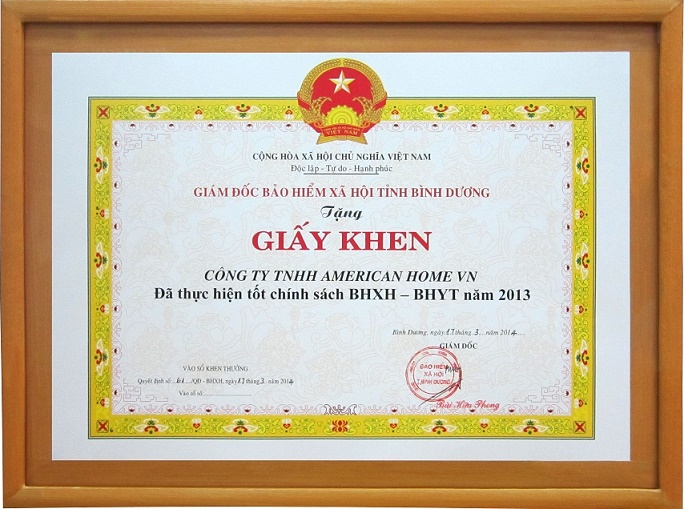 VIỆT NAM
CỘNG HÒA XÃ HỘI CHỦ NGHĨA VIỆT NAM
Độc lập - Tự do - Hạnh phúc
GIÁM ĐỐC BẢO HIỂM XÃ HỘI TỈNH BÌNH DƯƠNG
Tặng
GIẤY KHEN
CÔNG TY TNHH AMERICAN HOME VN
Đã thực hiện tốt chính sách BHXH – BHYT năm 2013
Bình Dương, ngày 17 tháng 3 năm 2014
GIÁM ĐỐC
VÀO SỔ KHEN THƯỞNG
Quyết định số: /QĐ - BHXH, ngày 17 tháng 3 năm 2014
Vào sổ số
BẢO HIỂM
XÃ HỘI
T.BÌNH DƯƠNG
Bùi Hữu Phong